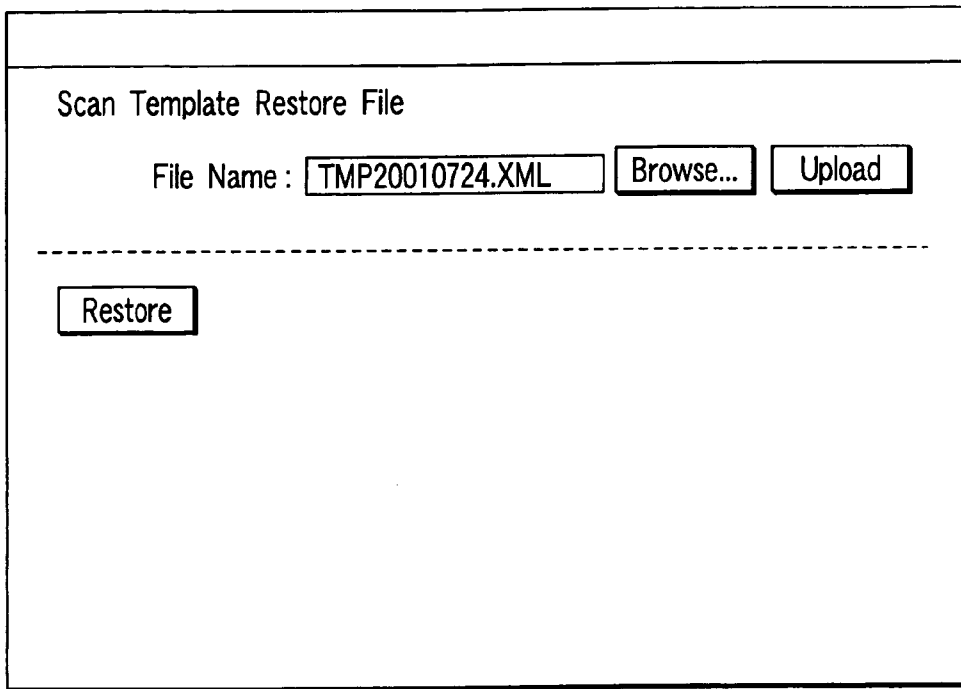 Scan Template Restore File
File Name : TMP20010724.XML Browse... Upload
Restore